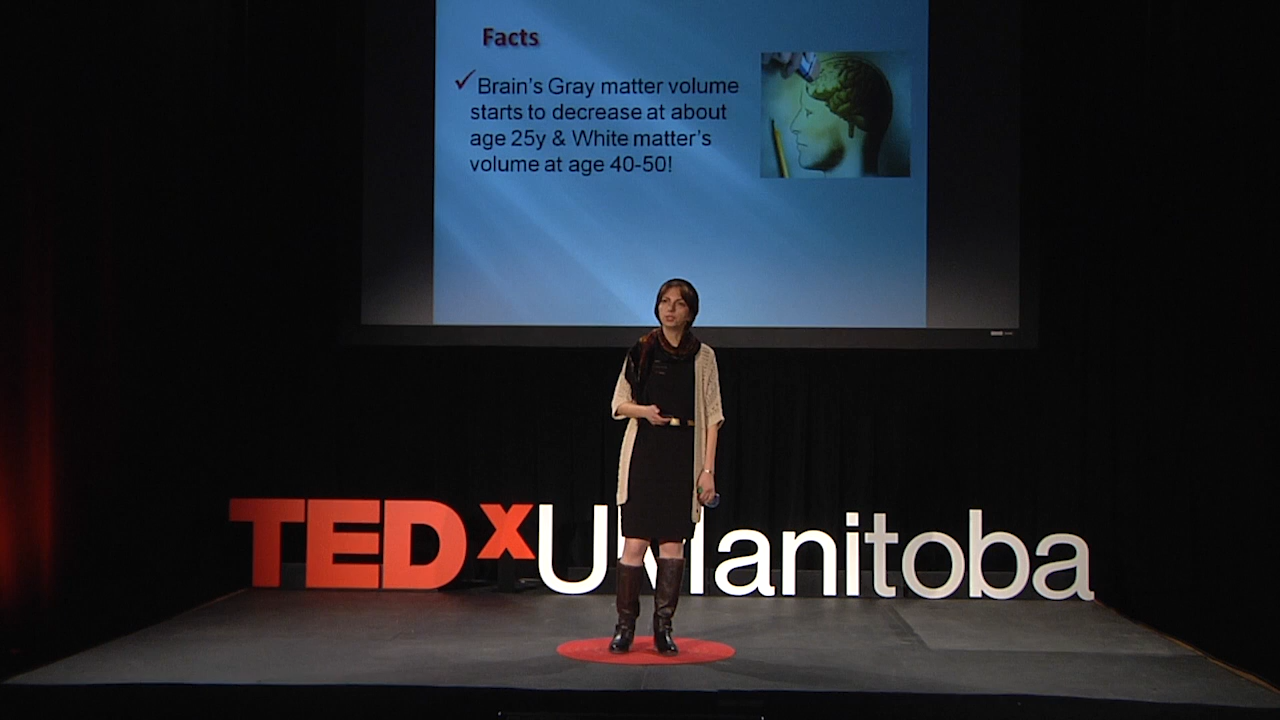 Facts
✓Brain's Gray matter volume
starts to decrease at about
age 25y & White matter's
volume at age 40-50!
TEDxUManitoba